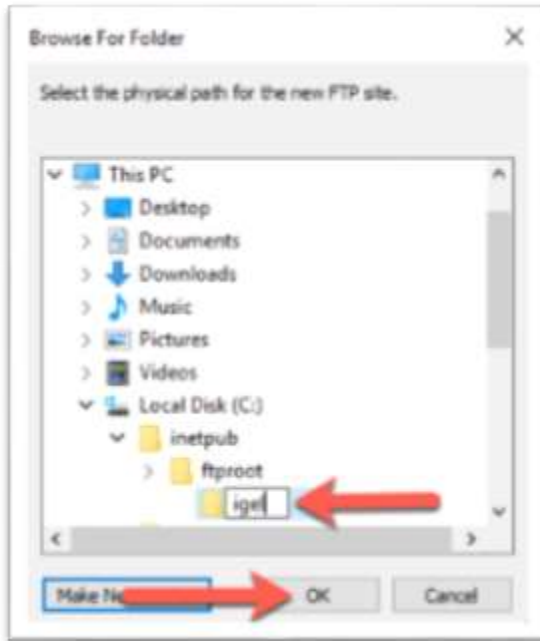 Browse For Folder
Select the physical path for the new FTP site.
This PC
Desktop
Documents
Downloads
Music
Pictures
Videos
Local Disk (C:)
inetpub
ftproot
igel
Make Ne OK Cancel